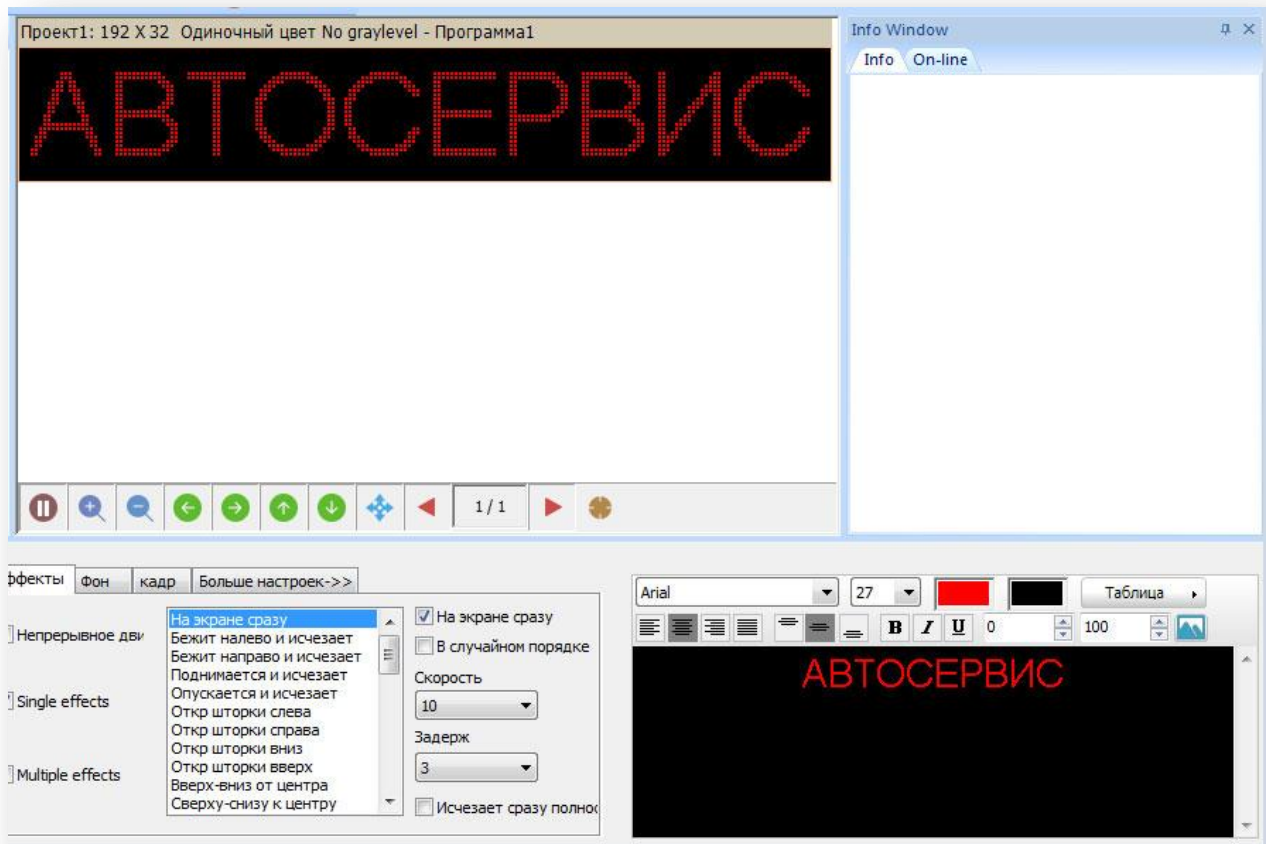 Проект1: 192 X 32 Одиночный цвет No graylevel - Программа1
АВТОСЕРВИС
Info Window
Info On-line
1/1
ффекты Фон кадр Больше настроек->>
Непрерывное дви
Single effects
Multiple effects
На экране сразу
Бежит налево и исчезает
Бежит направо и исчезает
Поднимается и исчезает
Опускается и исчезает
Откр шторки слева
Откр шторки справа
Откр шторки вниз
Откр шторки вверх
Вверх-вниз от центра
Сверху-снизу к центру
На экране сразу
В случайном порядке
Скорость
10
Задерж
3
Исчезает сразу полнос
Arial 27 Таблица
B I U 0 100
АВТОСЕРВИС